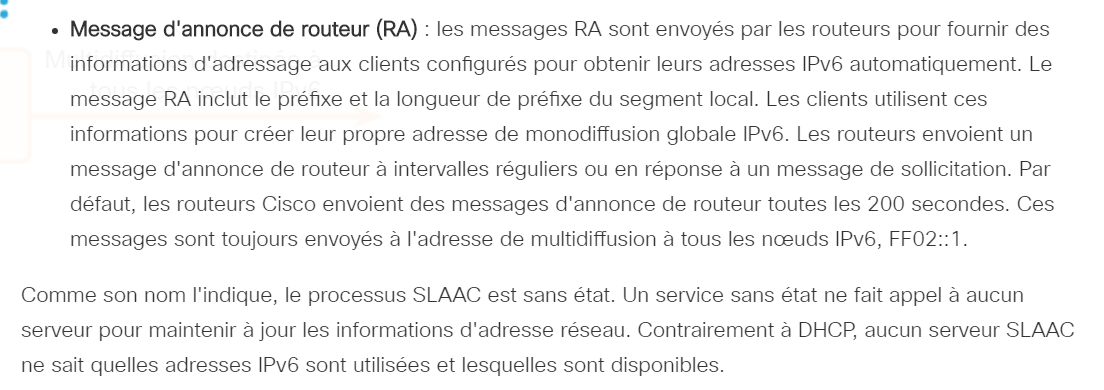 • Message d'annonce de routeur (RA) : les messages RA sont envoyés par les routeurs pour fournir des
informations d'adressage aux clients configurés pour obtenir leurs adresses IPv6 automatiquement. Le
message RA inclut le préfixe et la longueur de préfixe du segment local. Les clients utilisent ces
informations pour créer leur propre adresse de monodiffusion globale IPv6. Les routeurs envoient un
message d'annonce de routeur à intervalles réguliers ou en réponse à un message de sollicitation. Par
défaut, les routeurs Cisco envoient des messages d'annonce de routeur toutes les 200 secondes. Ces
messages sont toujours envoyés à l'adresse de multidiffusion à tous les nœuds IPv6, FF02::1.
Comme son nom l'indique, le processus SLAAC est sans état. Un service sans état ne fait appel à aucun
serveur pour maintenir à jour les informations d'adresse réseau. Contrairement à DHCP, aucun serveur SLAAC
ne sait quelles adresses IPv6 sont utilisées et lesquelles sont disponibles.